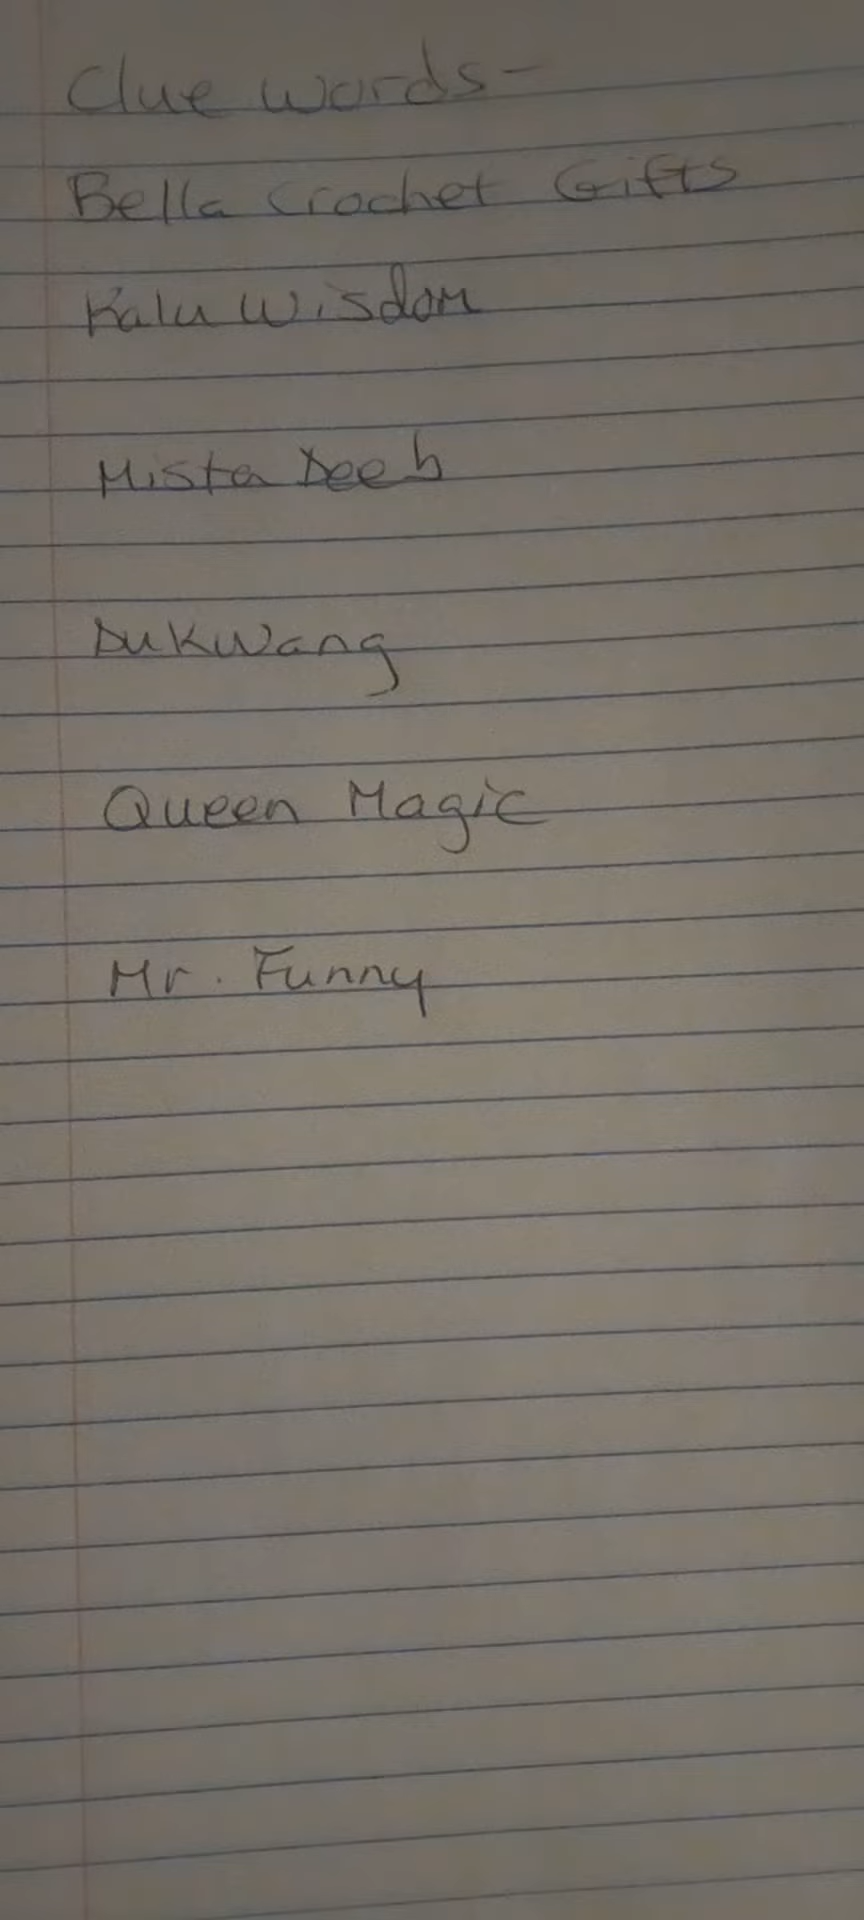 Clue words-
Bella Crochet Gifts
Kalu Wisdom
Mista Deeb
Dukwang
Queen Magic
Mr. Funny